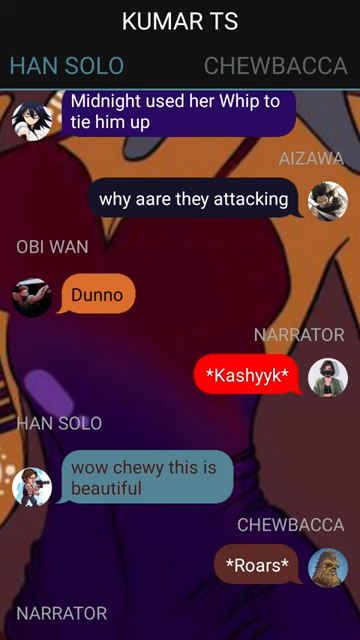 KUMAR TS
HAN SOLO CHEWBACCA
Midnight used her Whip to
tie him up
AIZAWA
why aare they attacking
OBI WAN
Dunno
NARRATOR
*Kashyyk*
HAN SOLO
wow chewy this is
beautiful
CHEWBACCA
*Roars*
NARRATOR